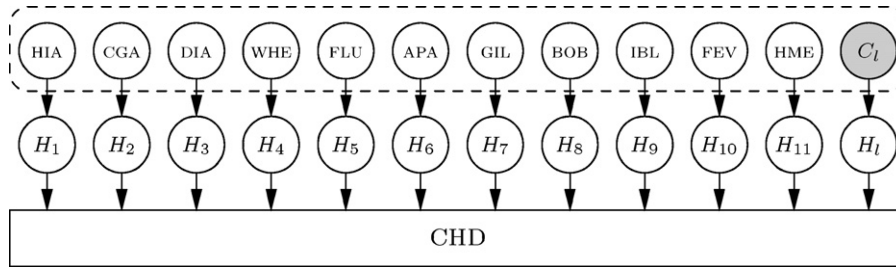 HIA CGA DIA WHE FLU APA GIL BOB IBL FEV HME C_l
H_1 H_2 H_3 H_4 H_5 H_6 H_7 H_8 H_9 H_10 H_11 H_l
CHD